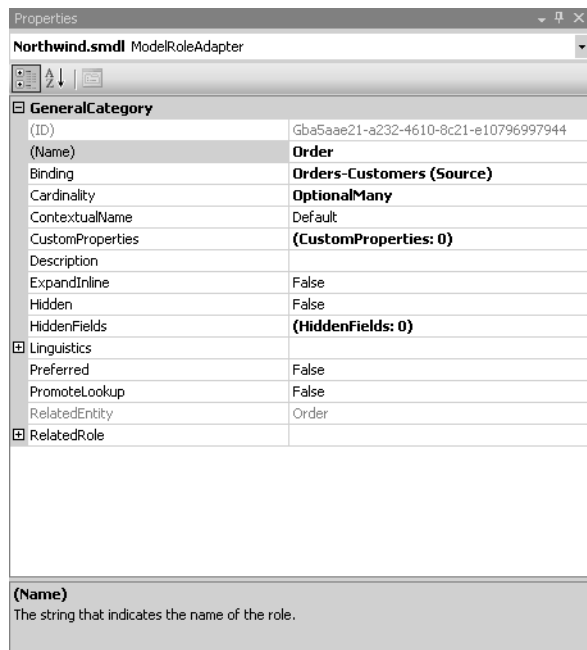 Properties
Northwind.smdl ModelRoleAdapter
GeneralCategory
(ID) Gba5aae21-a232-4610-8c21-e10796997944
(Name) Order
Binding Orders-Customers (Source)
Cardinality OptionalMany
ContextualName Default
CustomProperties (CustomProperties: 0)
Description
ExpandInline False
Hidden False
HiddenFields (HiddenFields: 0)
Linguistics
Preferred False
PromoteLookup False
RelatedEntity Order
RelatedRole
(Name)
The string that indicates the name of the role.